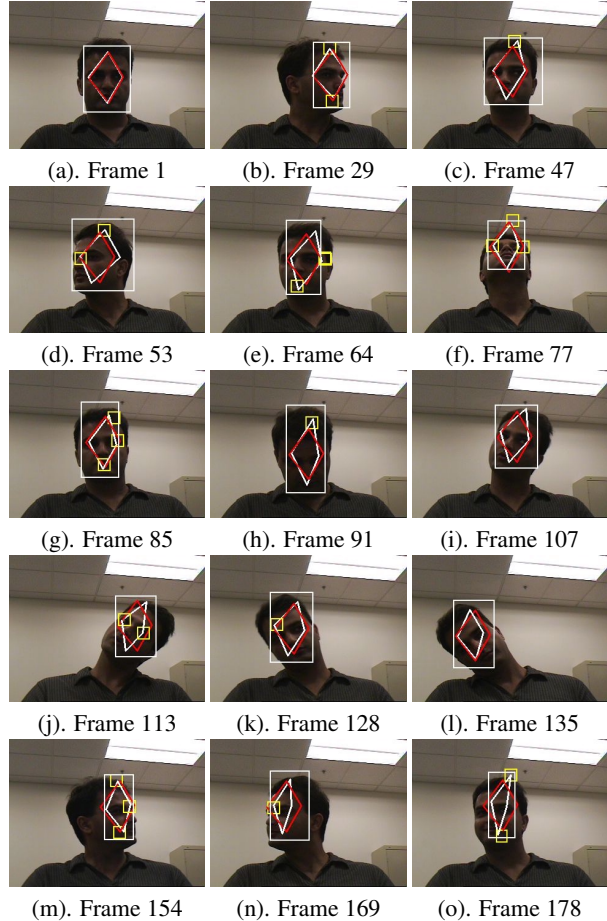 (a). Frame 1 (b). Frame 29 (c). Frame 47
(d). Frame 53 (e). Frame 64 (f). Frame 77
(g). Frame 85 (h). Frame 91 (i). Frame 107
(j). Frame 113 (k). Frame 128 (l). Frame 135
(m). Frame 154 (n). Frame 169 (o). Frame 178